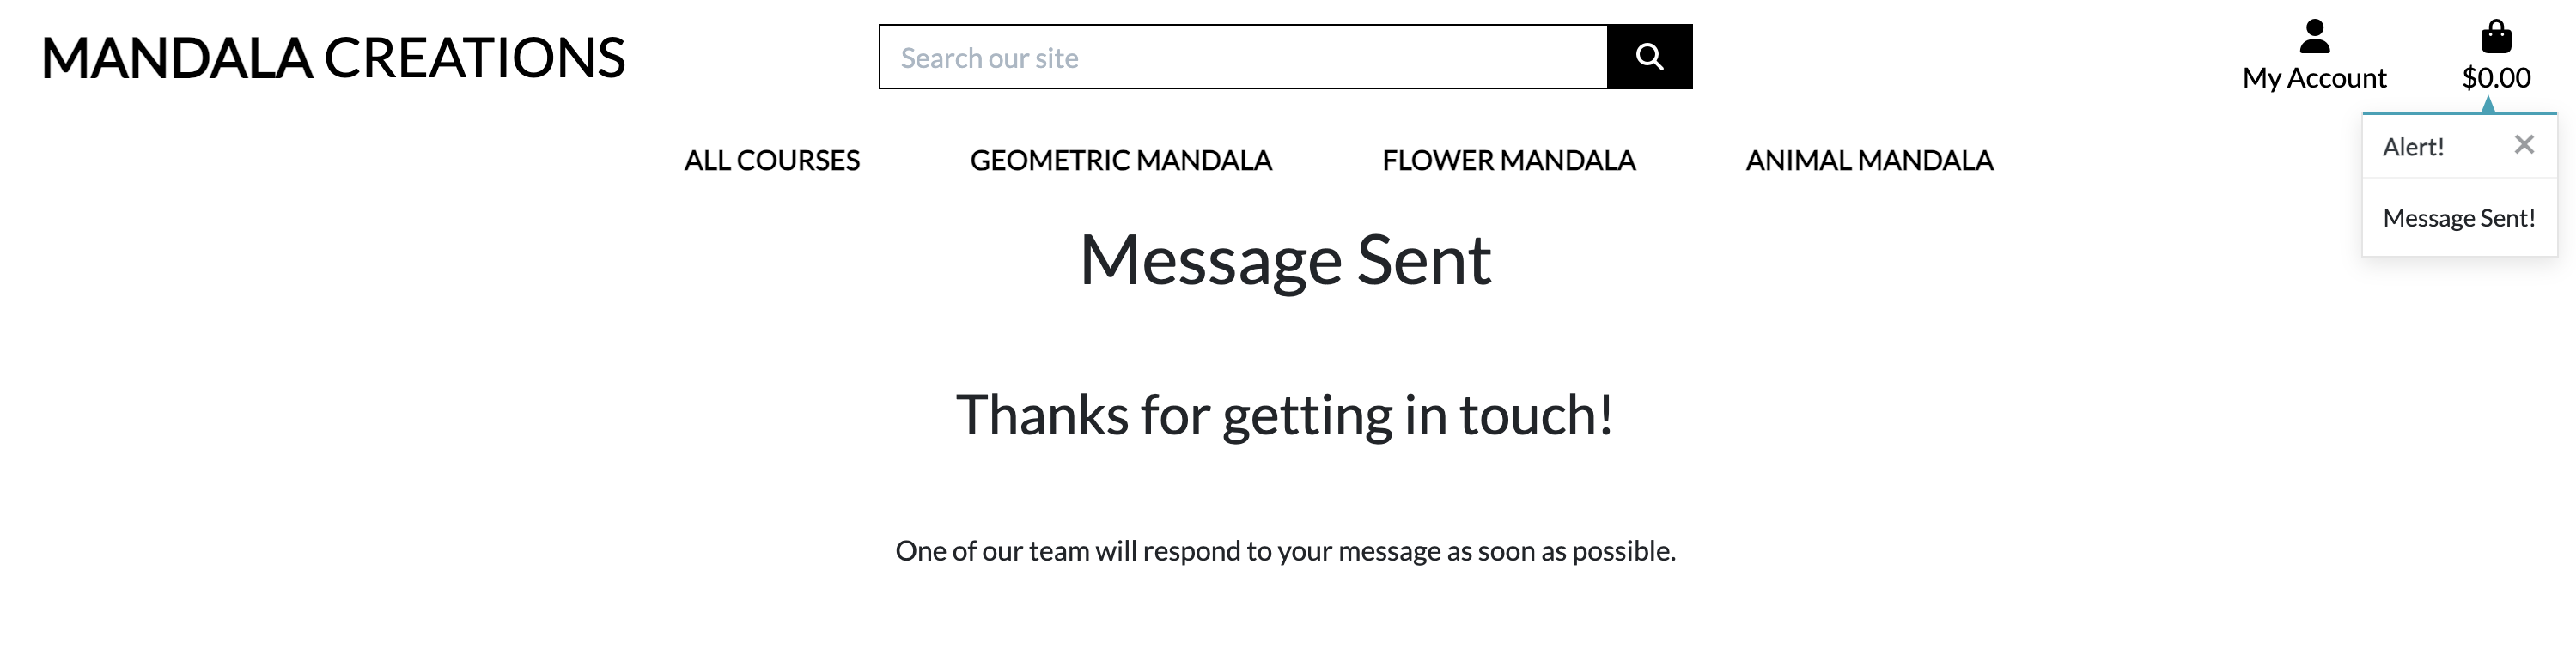 MANDALA CREATIONS
Search our site
My Account
$0.00
ALL COURSES
GEOMETRIC MANDALA
FLOWER MANDALA
ANIMAL MANDALA
Alert!
Message Sent!
Message Sent
Thanks for getting in touch!
One of our team will respond to your message as soon as possible.